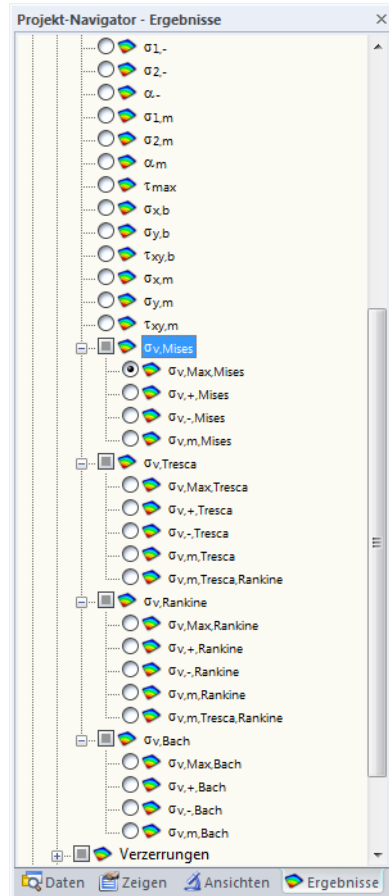 Projekt-Navigator - Ergebnisse
σ1,-
σ2,-
α-
σ1,m
σ2,m
αm
τmax
σx,b
σy,b
τxy,b
σx,m
σy,m
τxy,m
σv,Mises
σv,Max,Mises
σv,+,Mises
σv,-,Mises
σv,m,Mises
σv,Tresca
σv,Max,Tresca
σv,+,Tresca
σv,-,Tresca
σv,m,Tresca
σv,m,Tresca,Rankine
σv,Rankine
σv,Max,Rankine
σv,+,Rankine
σv,-,Rankine
σv,m,Rankine
σv,m,Tresca,Rankine
σv,Bach
σv,Max,Bach
σv,+,Bach
σv,-,Bach
σv,m,Bach
Verzerrungen
Daten Zeigen Ansichten Ergebnisse